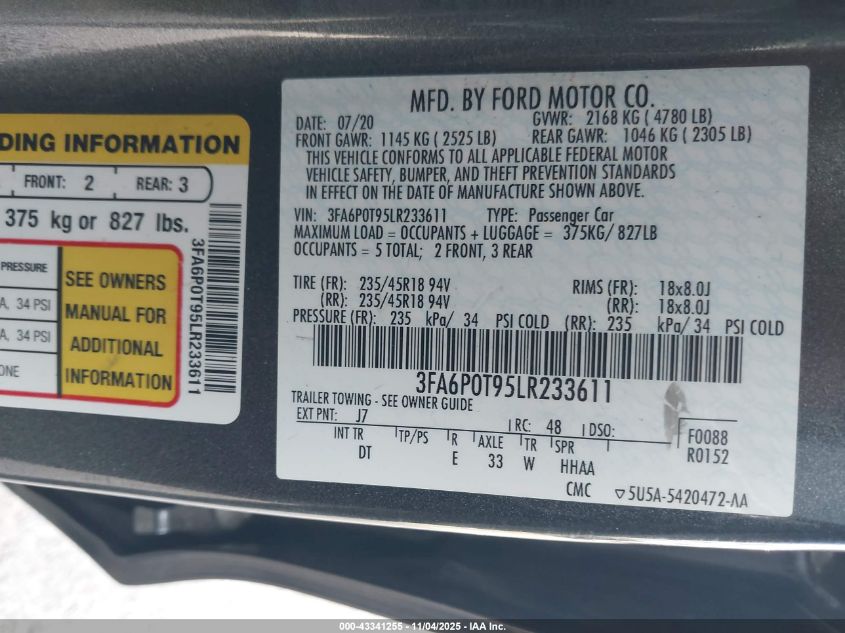 DING INFORMATION
FRONT: 2 REAR: 3
375 kg or 827 lbs.
PRESSURE
A, 34 PSI
A, 34 PSI
ONE
SEE OWNERS
MANUAL FOR
ADDITIONAL
INFORMATION
3FA6P0T95LR233611
MFD. BY FORD MOTOR CO.
DATE: 07/20 GVWR: 2168 KG ( 4780 LB)
FRONT GAWR: 1145 KG ( 2525 LB) REAR GAWR: 1046 KG ( 2305 LB)
THIS VEHICLE CONFORMS TO ALL APPLICABLE FEDERAL MOTOR
VEHICLE SAFETY, BUMPER, AND THEFT PREVENTION STANDARDS
IN EFFECT ON THE DATE OF MANUFACTURE SHOWN ABOVE.
VIN: 3FA6P0T95LR233611 TYPE: Passenger Car
MAXIMUM LOAD = OCCUPANTS + LUGGAGE = 375KG/ 827LB
OCCUPANTS = 5 TOTAL; 2 FRONT, 3 REAR
TIRE (FR): 235/45R18 94V RIMS (FR): 18x8.0J
(RR): 235/45R18 94V (RR): 18x8.0J
PRESSURE (FR): 235 kPa/ 34 PSI COLD (RR): 235 kPa/ 34 PSI COLD
3FA6P0T95LR233611
TRAILER TOWING - SEE OWNER GUIDE
EXT PNT: J7 RC: 48 DSO: F0088
INT TR TP/PS R AXLE TR SPR R0152
DT E 33 W HHAA
CMC ▽5U5A-5420472-AA
000-43341255 - 11/04/2025 - IAA Inc.